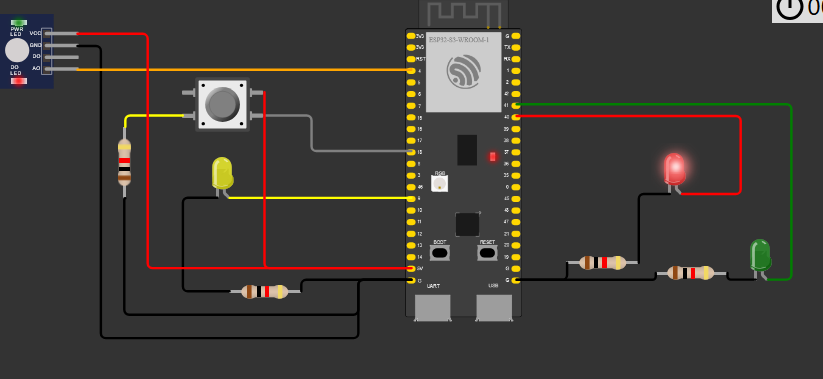 00
PWR
LED
VCC
GND
DO
AO
DO
LED
ESP32-S3-WROOM-1
3V3
3V3
RST
4
5
6
7
15
16
17
18
8
3
46
9
10
11
12
13
14
5V
G
G
TX
RX
1
2
42
41
40
39
38
37
36
35
0
45
48
47
21
20
19
G
G
RGB
BOOT
RESET
UART
USB